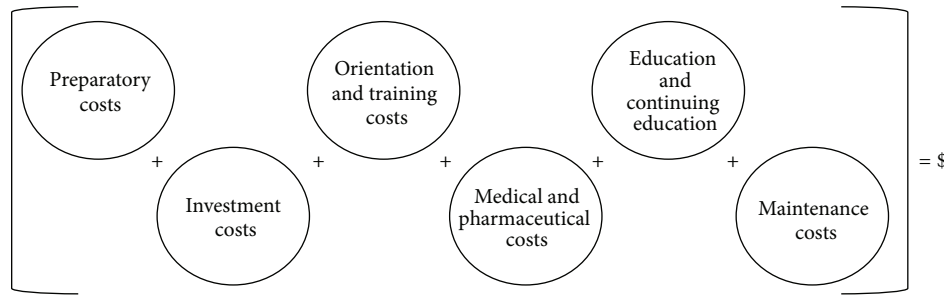 Preparatory
costs
+
Investment
costs
+
Orientation
and training
costs
+
Medical and
pharmaceutical
costs
+
Education
and
continuing
education
+
Maintenance
costs
= $